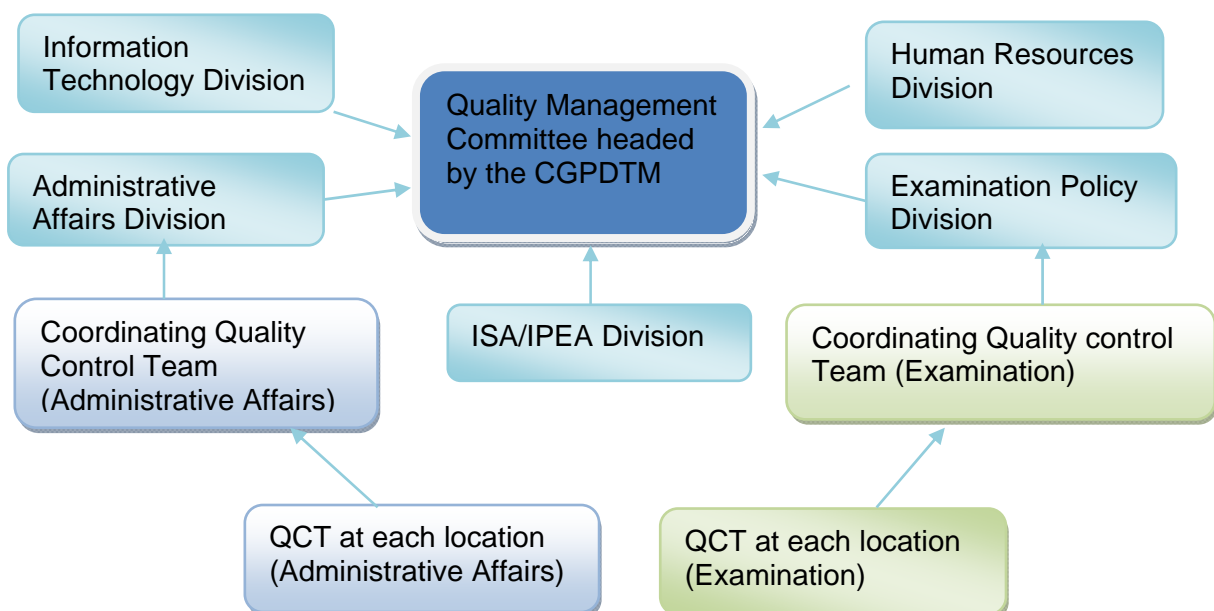 Information
Technology Division
Quality Management
Committee headed
by the CGPDTM
Human Resources
Division
Administrative
Affairs Division
Examination Policy
Division
Coordinating Quality
Control Team
(Administrative Affairs)
ISA/IPEA Division
Coordinating Quality control
Team (Examination)
QCT at each location
(Administrative Affairs)
QCT at each location
(Examination)